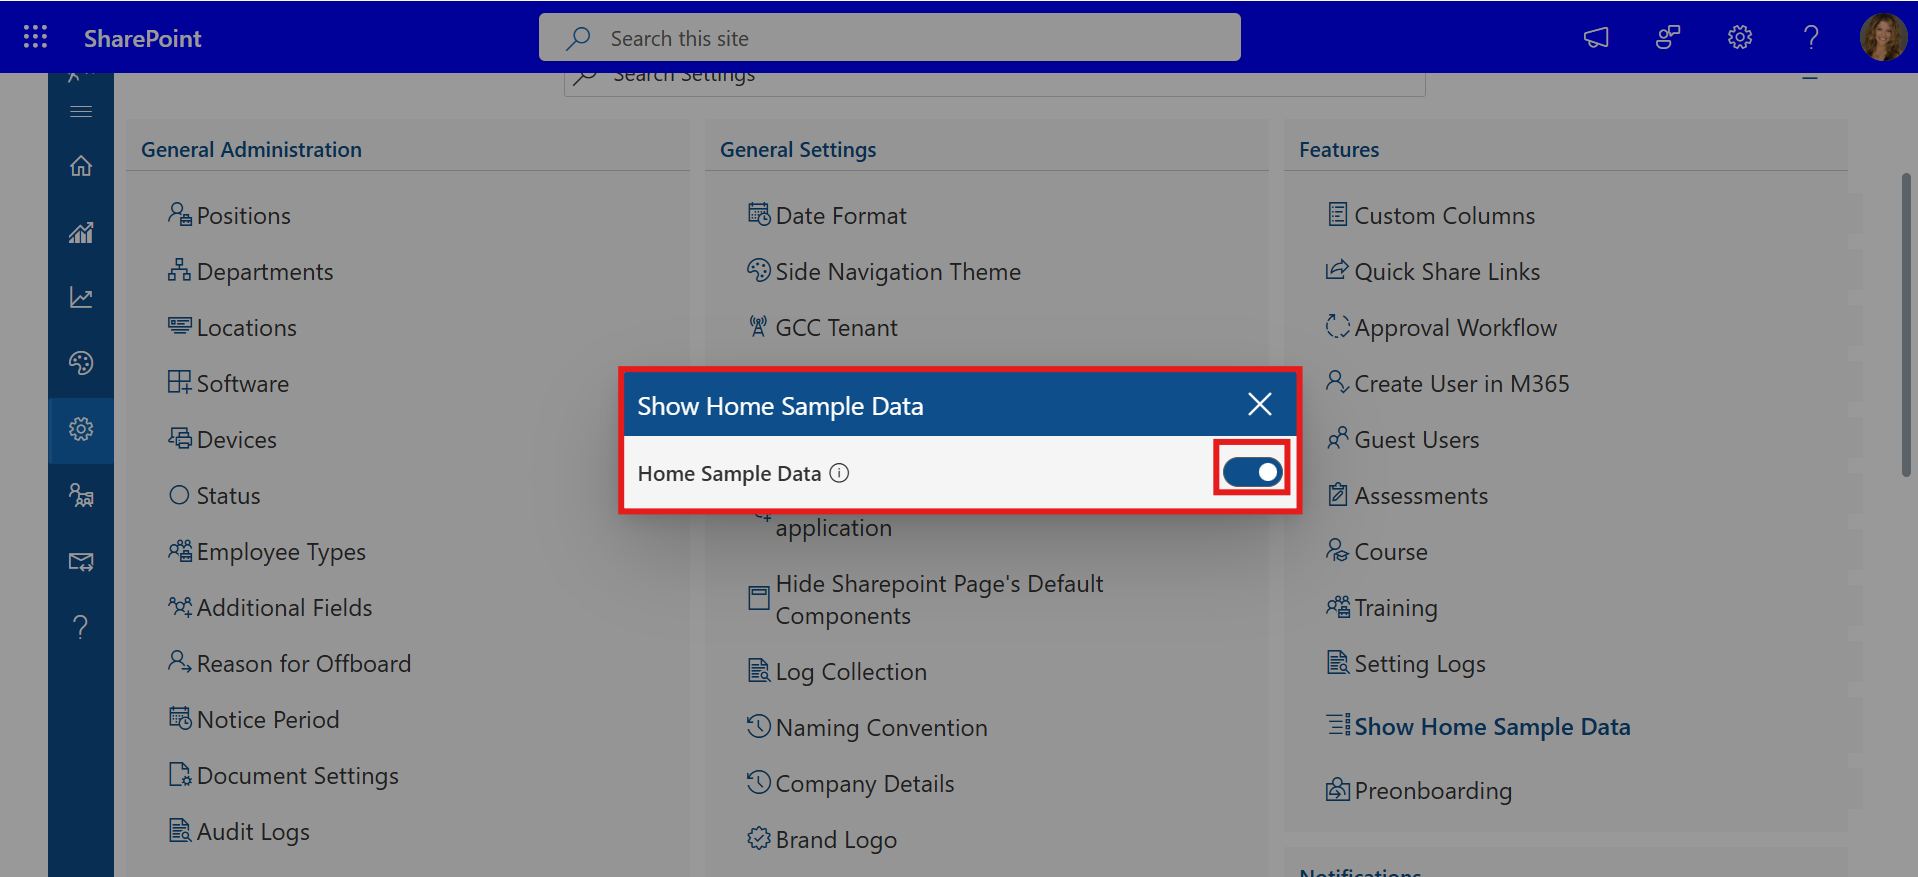 SharePoint
Search this site
Search Settings
General Administration
Positions
Departments
Locations
Software
Devices
Status
Employee Types
Additional Fields
Reason for Offboard
Notice Period
Document Settings
Audit Logs
General Settings
Date Format
Side Navigation Theme
GCC Tenant
Show Home Sample Data
Home Sample Data
application
Hide Sharepoint Page's Default
Components
Log Collection
Naming Convention
Company Details
Brand Logo
Features
Custom Columns
Quick Share Links
Approval Workflow
Create User in M365
Guest Users
Assessments
Course
Training
Setting Logs
Show Home Sample Data
Preonboarding
Notifications